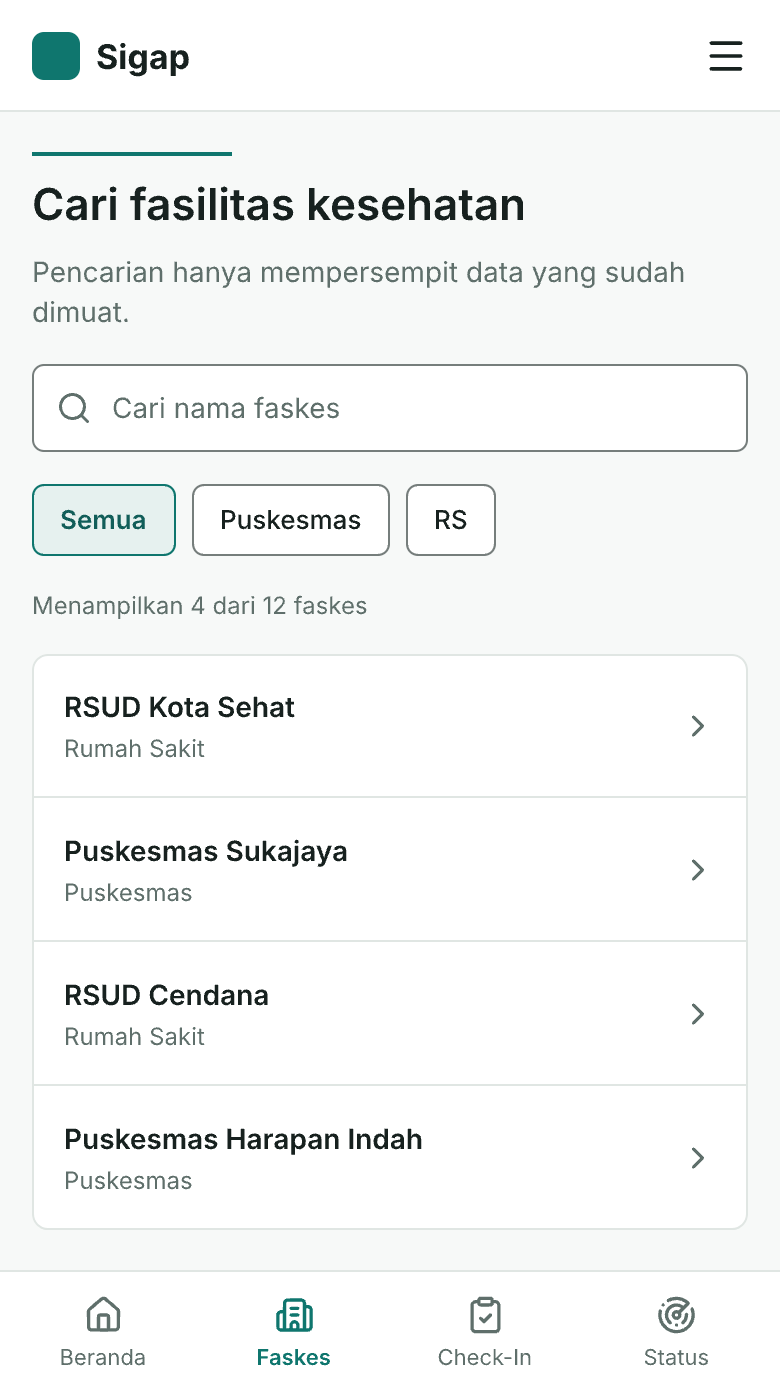 Sigap
Cari fasilitas kesehatan
Pencarian hanya mempersempit data yang sudah
dimuat.
Cari nama faskes
Semua
Puskesmas
RS
Menampilkan 4 dari 12 faskes
RSUD Kota Sehat
Rumah Sakit
Puskesmas Sukajaya
Puskesmas
RSUD Cendana
Rumah Sakit
Puskesmas Harapan Indah
Puskesmas
Beranda
Faskes
Check-In
Status